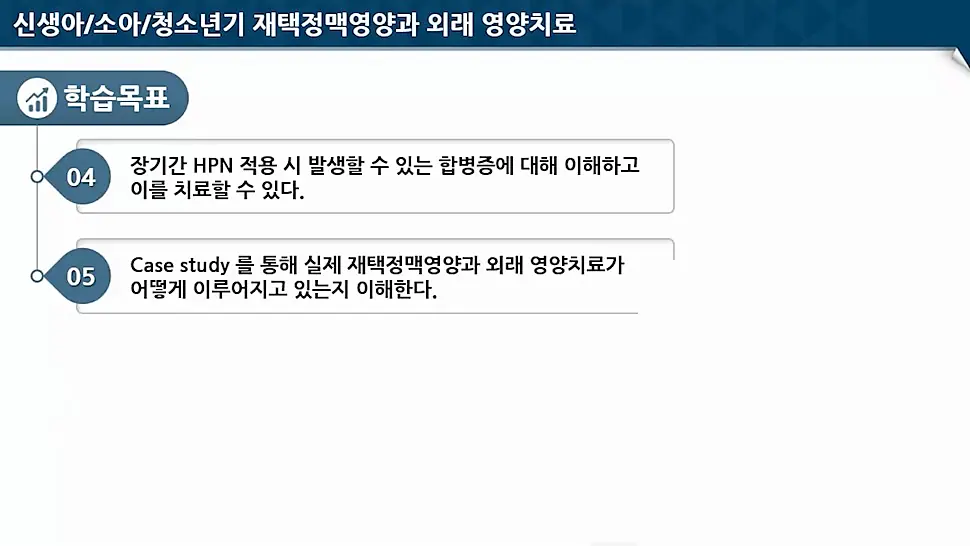 신생아/소아/청소년기 재택정맥영양과 외래 영양치료
학습목표
04
장기간 HPN 적용 시 발생할 수 있는 합병증에 대해 이해하고
이를 치료할 수 있다.
05
Case study 를 통해 실제 재택정맥영양과 외래 영양치료가
어떻게 이루어지고 있는지 이해한다.